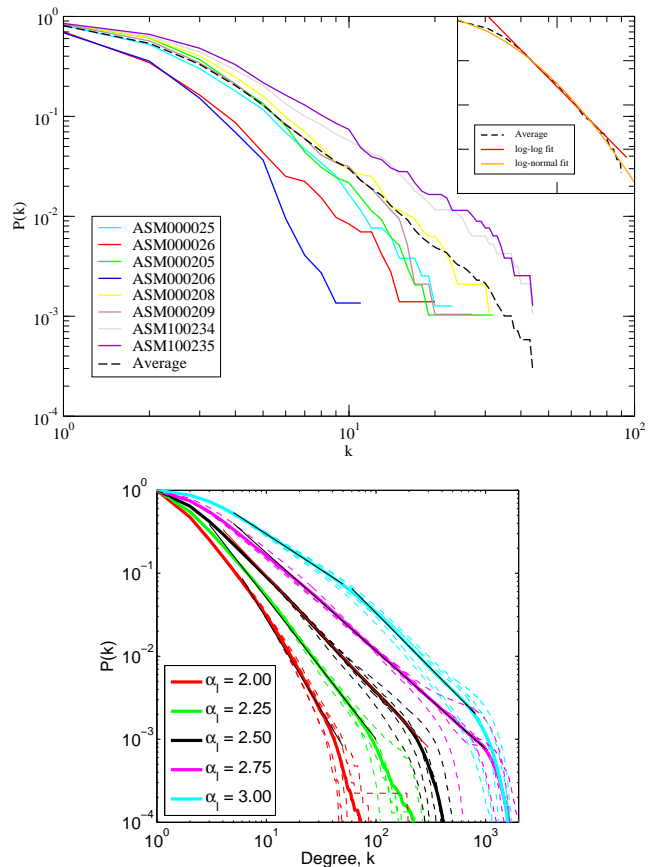 10^0
10^-1
10^-2
10^-3
10^-4
P(k)
10^0
10^1
10^2
k
ASM000025
ASM000026
ASM000205
ASM000206
ASM000208
ASM000209
ASM100234
ASM100235
Average
Average
log-log fit
log-normal fit
10^0
10^-1
10^-2
10^-3
10^-4
P(k)
α_l = 2.00
α_l = 2.25
α_l = 2.50
α_l = 2.75
α_l = 3.00
10^0
10^1
10^2
10^3
Degree, k